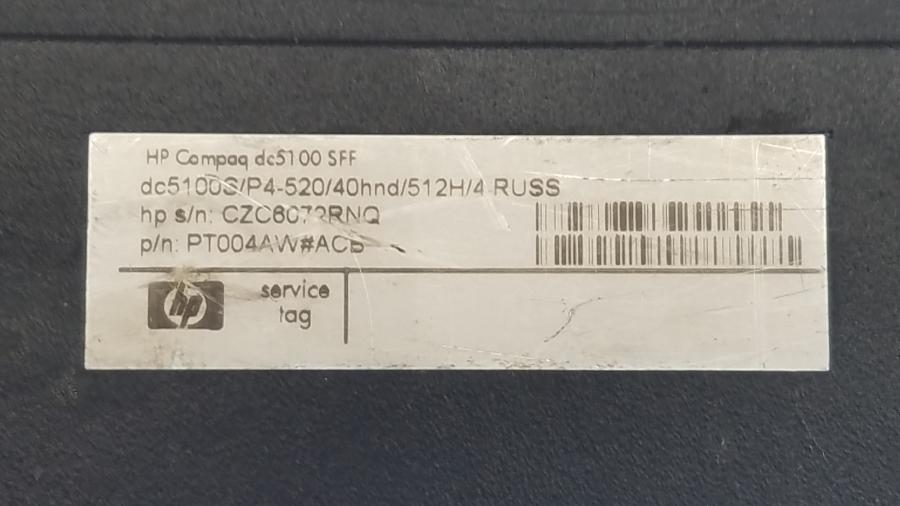 HP Compaq dc5100 SFF
dc5100S/P4-520/40hnd/512H/4 RUSS
hp s/n: CZC6072RNQ
p/n: PT004AW#ACB
hp
service
tag